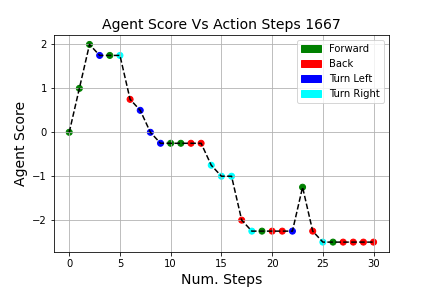 Agent Score Vs Action Steps 1667
Forward
Back
Turn Left
Turn Right
2
1
0
−1
−2
Agent Score
0
5
10
15
20
25
30
Num. Steps